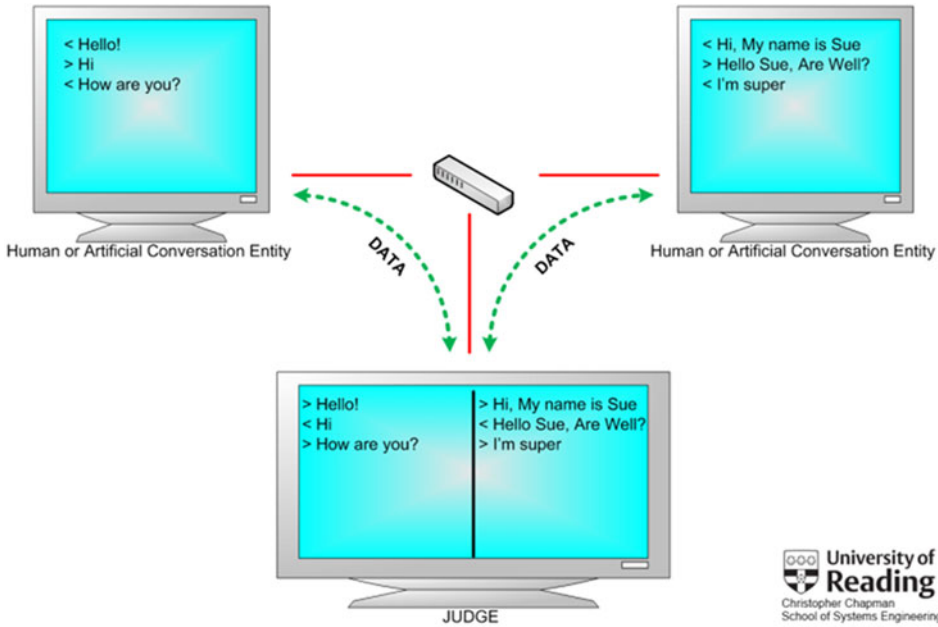 < Hello!
> Hi
< How are you?
< Hi, My name is Sue
> Hello Sue, Are Well?
< I'm super
Human or Artificial Conversation Entity
Human or Artificial Conversation Entity
DATA
DATA
> Hello!
< Hi
> How are you?
> Hi, My name is Sue
< Hello Sue, Are Well?
> I'm super
JUDGE
University of
Reading
Christopher Chapman
School of Systems Engineering